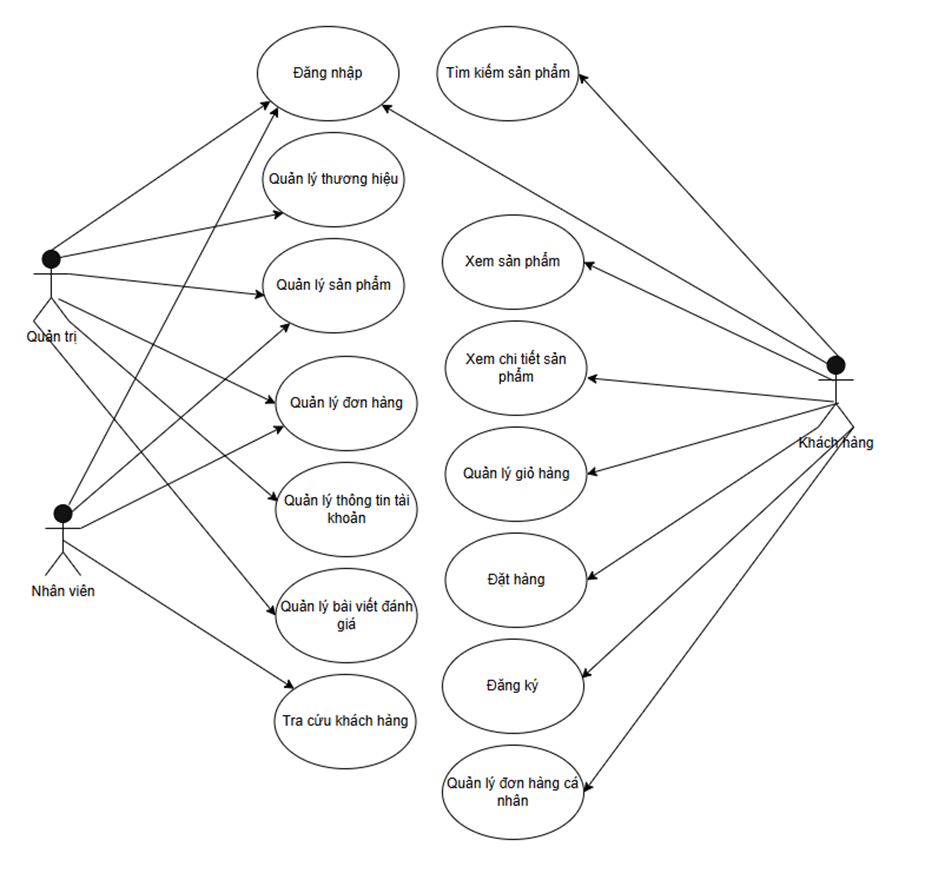 Đăng nhập
Tìm kiếm sản phẩm
Quản lý thương hiệu
Xem sản phẩm
Quản lý sản phẩm
Quản trị
Xem chi tiết sản
phẩm
Quản lý đơn hàng
Khách hàng
Quản lý giỏ hàng
Quản lý thông tin tài
khoản
Đặt hàng
Nhân viên
Quản lý bài viết đánh
giá
Đăng ký
Tra cứu khách hàng
Quản lý đơn hàng cá
nhân